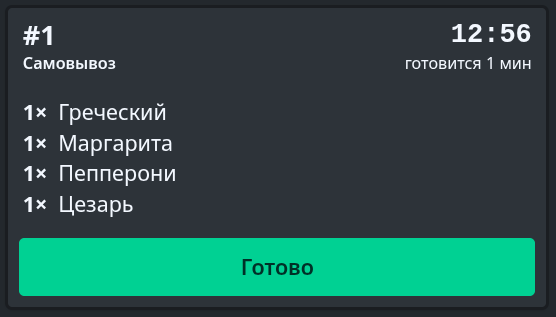 #1
12:56
Самовывоз
готовится 1 мин
1× Греческий
1× Маргарита
1× Пепперони
1× Цезарь
Готово